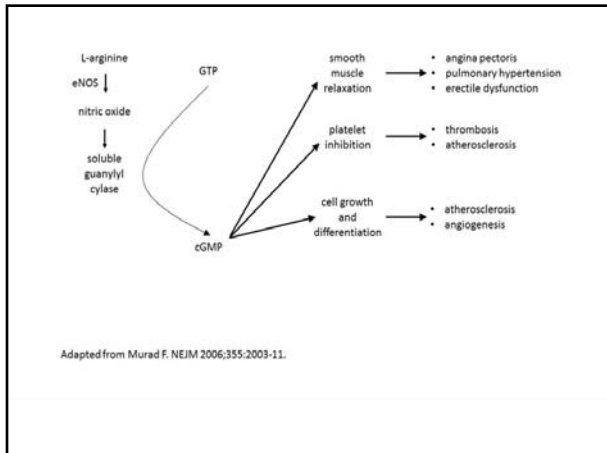 L-arginine
eNOS
nitric oxide
soluble
guanylyl
cylase
GTP
cGMP
smooth
muscle
relaxation
• angina pectoris
• pulmonary hypertension
• erectile dysfunction
platelet
inhibition
• thrombosis
• atherosclerosis
cell growth
and
differentiation
• atherosclerosis
• angiogenesis
Adapted from Murad F. NEJM 2006;355:2003-11.